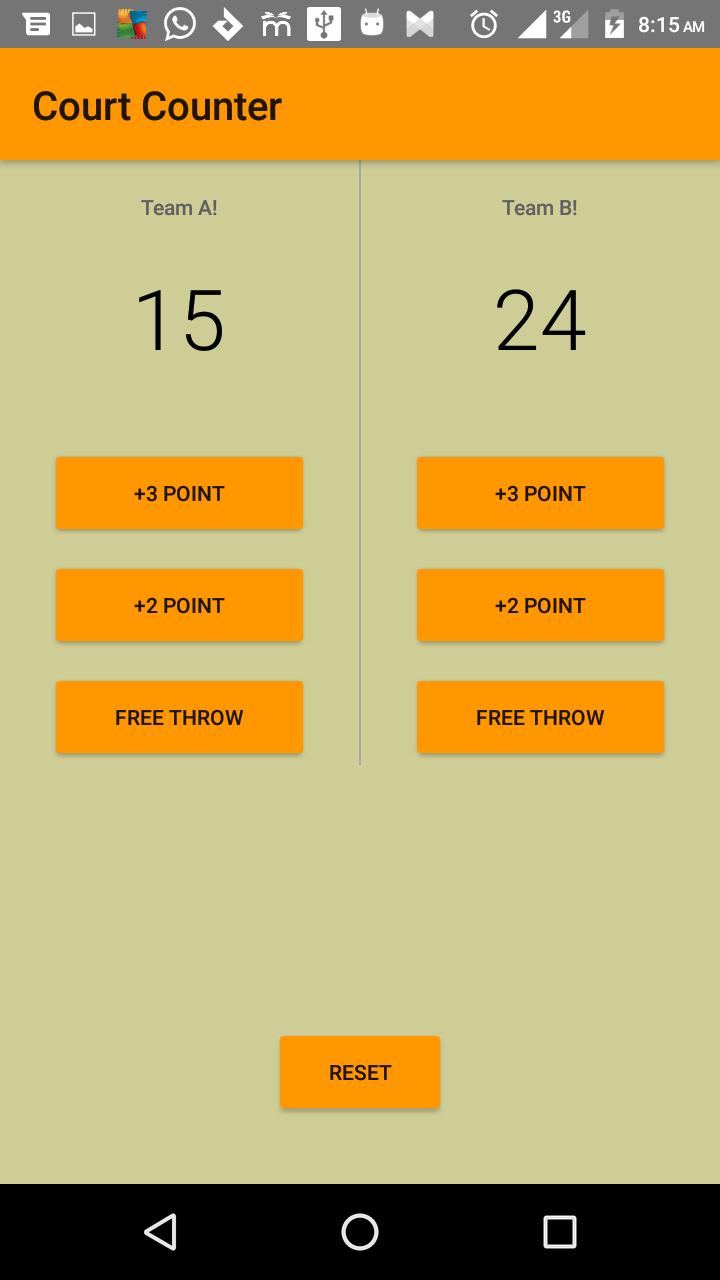 3G 8:15 AM
Court Counter
Team A!
15
+3 POINT
+2 POINT
FREE THROW
Team B!
24
+3 POINT
+2 POINT
FREE THROW
RESET